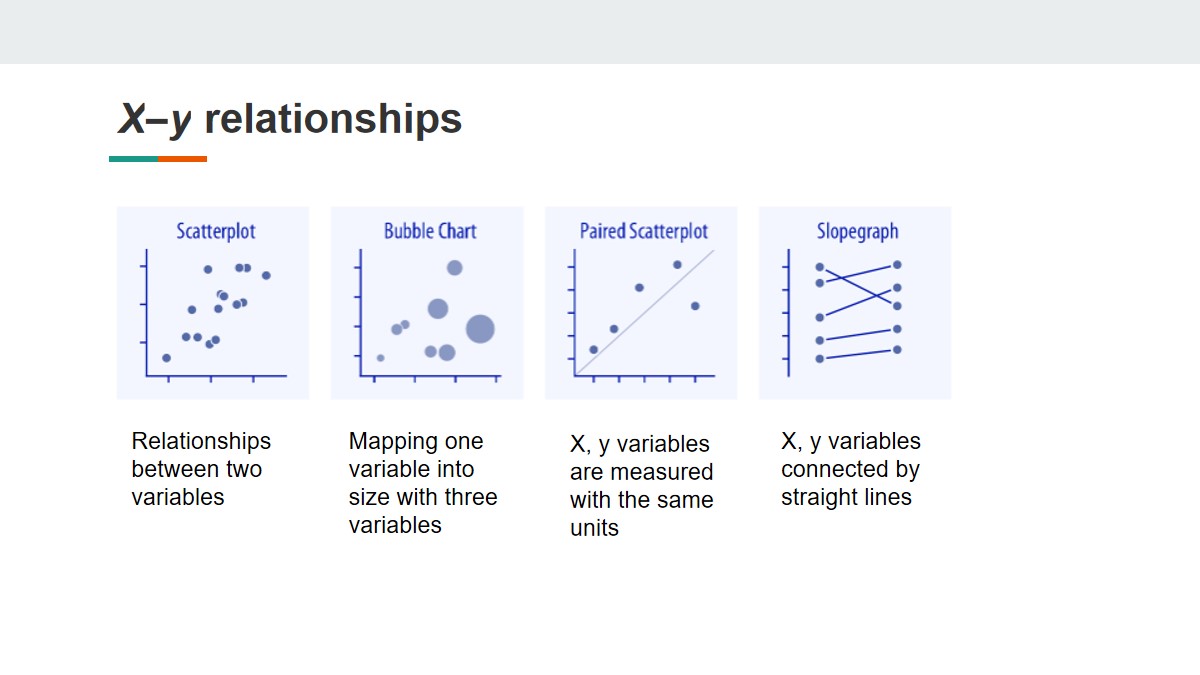 X–y relationships
Scatterplot
Bubble Chart
Paired Scatterplot
Slopegraph
Relationships
between two
variables
Mapping one
variable into
size with three
variables
X, y variables
are measured
with the same
units
X, y variables
connected by
straight lines